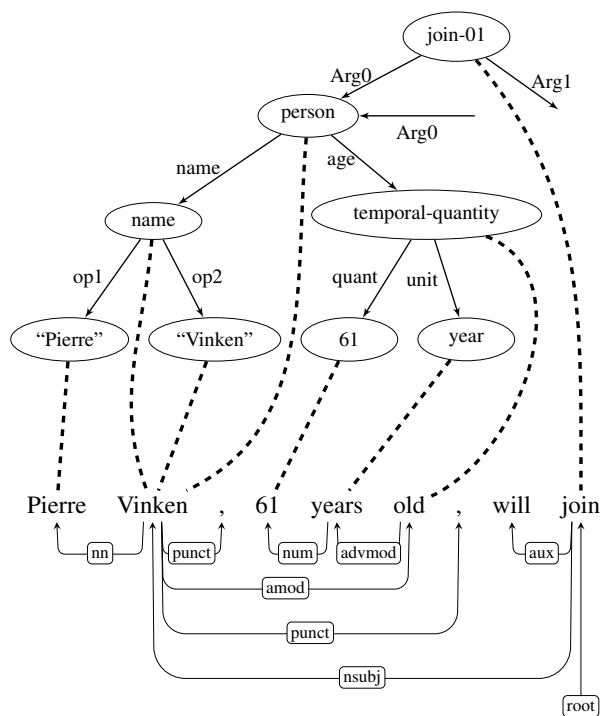 join-01
Arg0 Arg1
person
Arg0
name age
name temporal-quantity
op1 op2 quant unit
“Pierre” “Vinken” 61 year
Pierre Vinken , 61 years old , will join
nn punct num advmod aux
amod
punct
nsubj
root